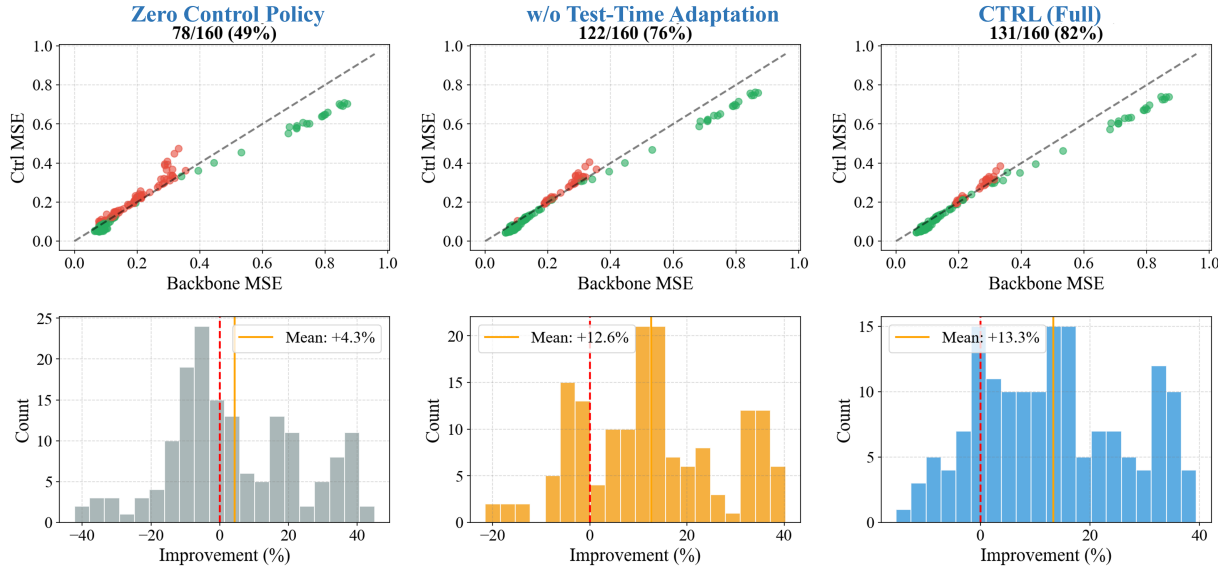 Zero Control Policy
78/160 (49%)
w/o Test-Time Adaptation
122/160 (76%)
CTRL (Full)
131/160 (82%)
Ctrl MSE
1.0
0.8
0.6
0.4
0.2
0.0
0.0 0.2 0.4 0.6 0.8 1.0
Backbone MSE
Ctrl MSE
1.0
0.8
0.6
0.4
0.2
0.0
0.0 0.2 0.4 0.6 0.8 1.0
Backbone MSE
Ctrl MSE
1.0
0.8
0.6
0.4
0.2
0.0
0.0 0.2 0.4 0.6 0.8 1.0
Backbone MSE
Count
25
20
15
10
5
0
Mean: +4.3%
−40 −20 0 20 40
Improvement (%)
Count
20
15
10
5
0
Mean: +12.6%
−20 0 20 40
Improvement (%)
Count
15
10
5
0
Mean: +13.3%
0 20 40
Improvement (%)